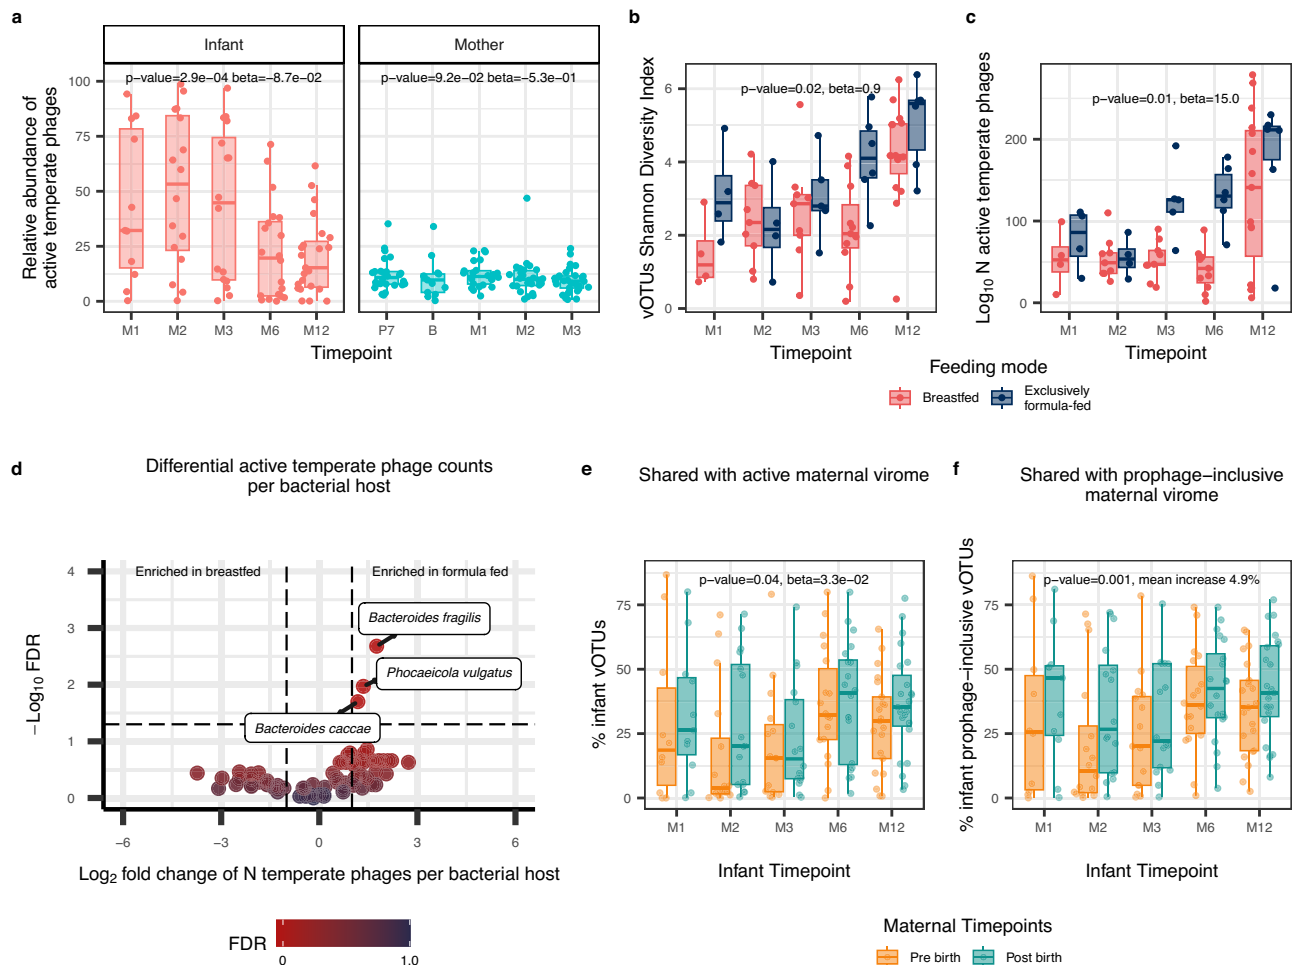 a
Infant
Mother
p-value=2.9e−04 beta=−8.7e−02
p-value=9.2e−02 beta=−5.3e−01
Relative abundance of
active temperate phages
100
75
50
25
0
M1 M2 M3 M6 M12
P7 B M1 M2 M3
Timepoint
Timepoint
b
vOTUs Shannon Diversity Index
p-value=0.02, beta=0.9
6
4
2
0
M1 M2 M3 M6 M12
Timepoint
c
Log10 N active temperate phages
p-value=0.01, beta=15.0
200
100
0
M1 M2 M3 M6 M12
Timepoint
Feeding mode
Breastfed
Exclusively
formula-fed
d
Differential active temperate phage counts
per bacterial host
−Log10 FDR
4
3
2
1
0
Enriched in breastfed
Enriched in formula fed
Bacteroides fragilis
Phocaeicola vulgatus
Bacteroides caccae
−6 −3 0 3 6
Log2 fold change of N temperate phages per bacterial host
FDR
0 1.0
e
Shared with active maternal virome
% infant vOTUs
p−value=0.04, beta=3.3e−02
75
50
25
0
M1 M2 M3 M6 M12
Infant Timepoint
f
Shared with prophage−inclusive
maternal virome
% infant prophage−inclusive vOTUs
p−value=0.001, mean increase 4.9%
75
50
25
0
M1 M2 M3 M6 M12
Infant Timepoint
Maternal Timepoints
Pre birth
Post birth